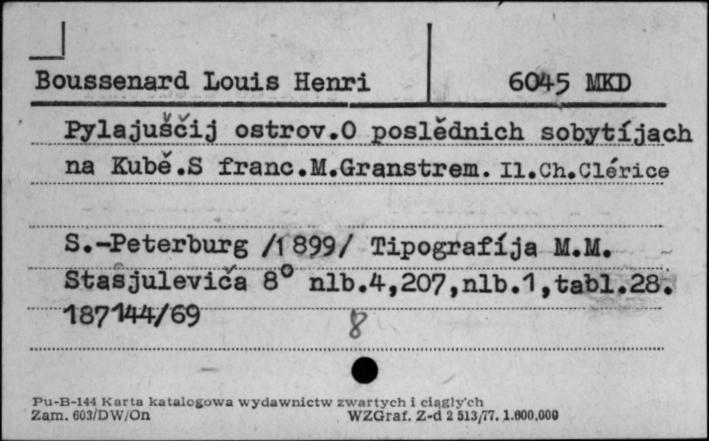 Boussenard Louis Henri 6045 MKD
Pylajuščij ostrov.O poslědnich sobytíjach
na Kubě.S franc.M.Granstrem. Il.Ch.Clérice
S.-Peterburg /1899/ Tipografíja M.M.
Stasjuleviča 8° nlb.4,207,nlb.1,tabl.28.
187144/69
8
Pu-B-144 Karta katalogowa wydawnictw zwartych i ciągłych
Zam. 603/DW/On WZGraf. Z-d 2 513/77. 1.600,000